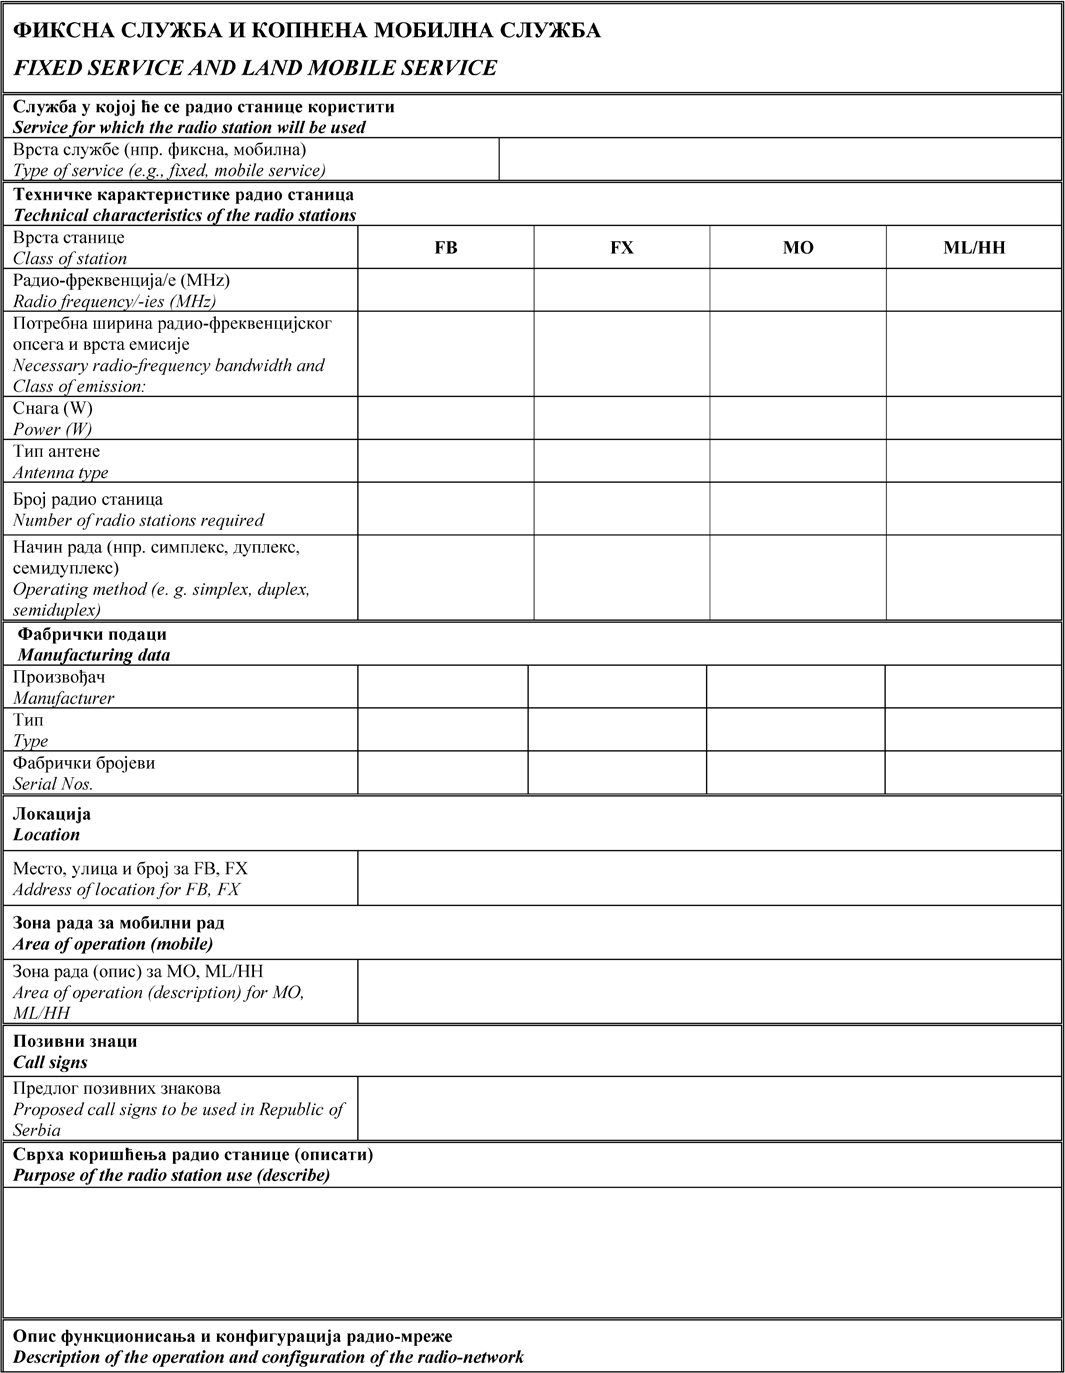 ФИКСНА СЛУЖБА И КОПНЕНА МОБИЛНА СЛУЖБА
FIXED SERVICE AND LAND MOBILE SERVICE
Служба у којој ће се радио станице користити
Service for which the radio station will be used
Врста службе (нпр. фиксна, мобилна)
Type of service (e.g., fixed, mobile service)
Техничке карактеристике радио станица
Technical characteristics of the radio stations
Врста станице
Class of station
FB FX MO ML/HH
Радио-фреквенција/е (MHz)
Radio frequency/-ies (MHz)
Потребна ширина радио-фреквенцијског
опсега и врста емисије
Necessary radio-frequency bandwidth and
Class of emission:
Снага (W)
Power (W)
Тип антене
Antenna type
Број радио станица
Number of radio stations required
Начин рада (нпр. симплекс, дуплекс,
семидуплекс)
Operating method (e. g. simplex, duplex,
semiduplex)
Фабрички подаци
Manufacturing data
Произвођач
Manufacturer
Тип
Type
Фабрички бројеви
Serial Nos.
Локација
Location
Место, улица и број за FB, FX
Address of location for FB, FX
Зона рада за мобилни рад
Area of operation (mobile)
Зона рада (опис) за МО, ML/HH
Area of operation (description) for MO,
ML/HH
Позивни знаци
Call signs
Предлог позивних знакова
Proposed call signs to be used in Republic of
Serbia
Сврха коришћења радио станице (описати)
Purpose of the radio station use (describe)
Опис функционисања и конфигурација радио-мреже
Description of the operation and configuration of the radio-network